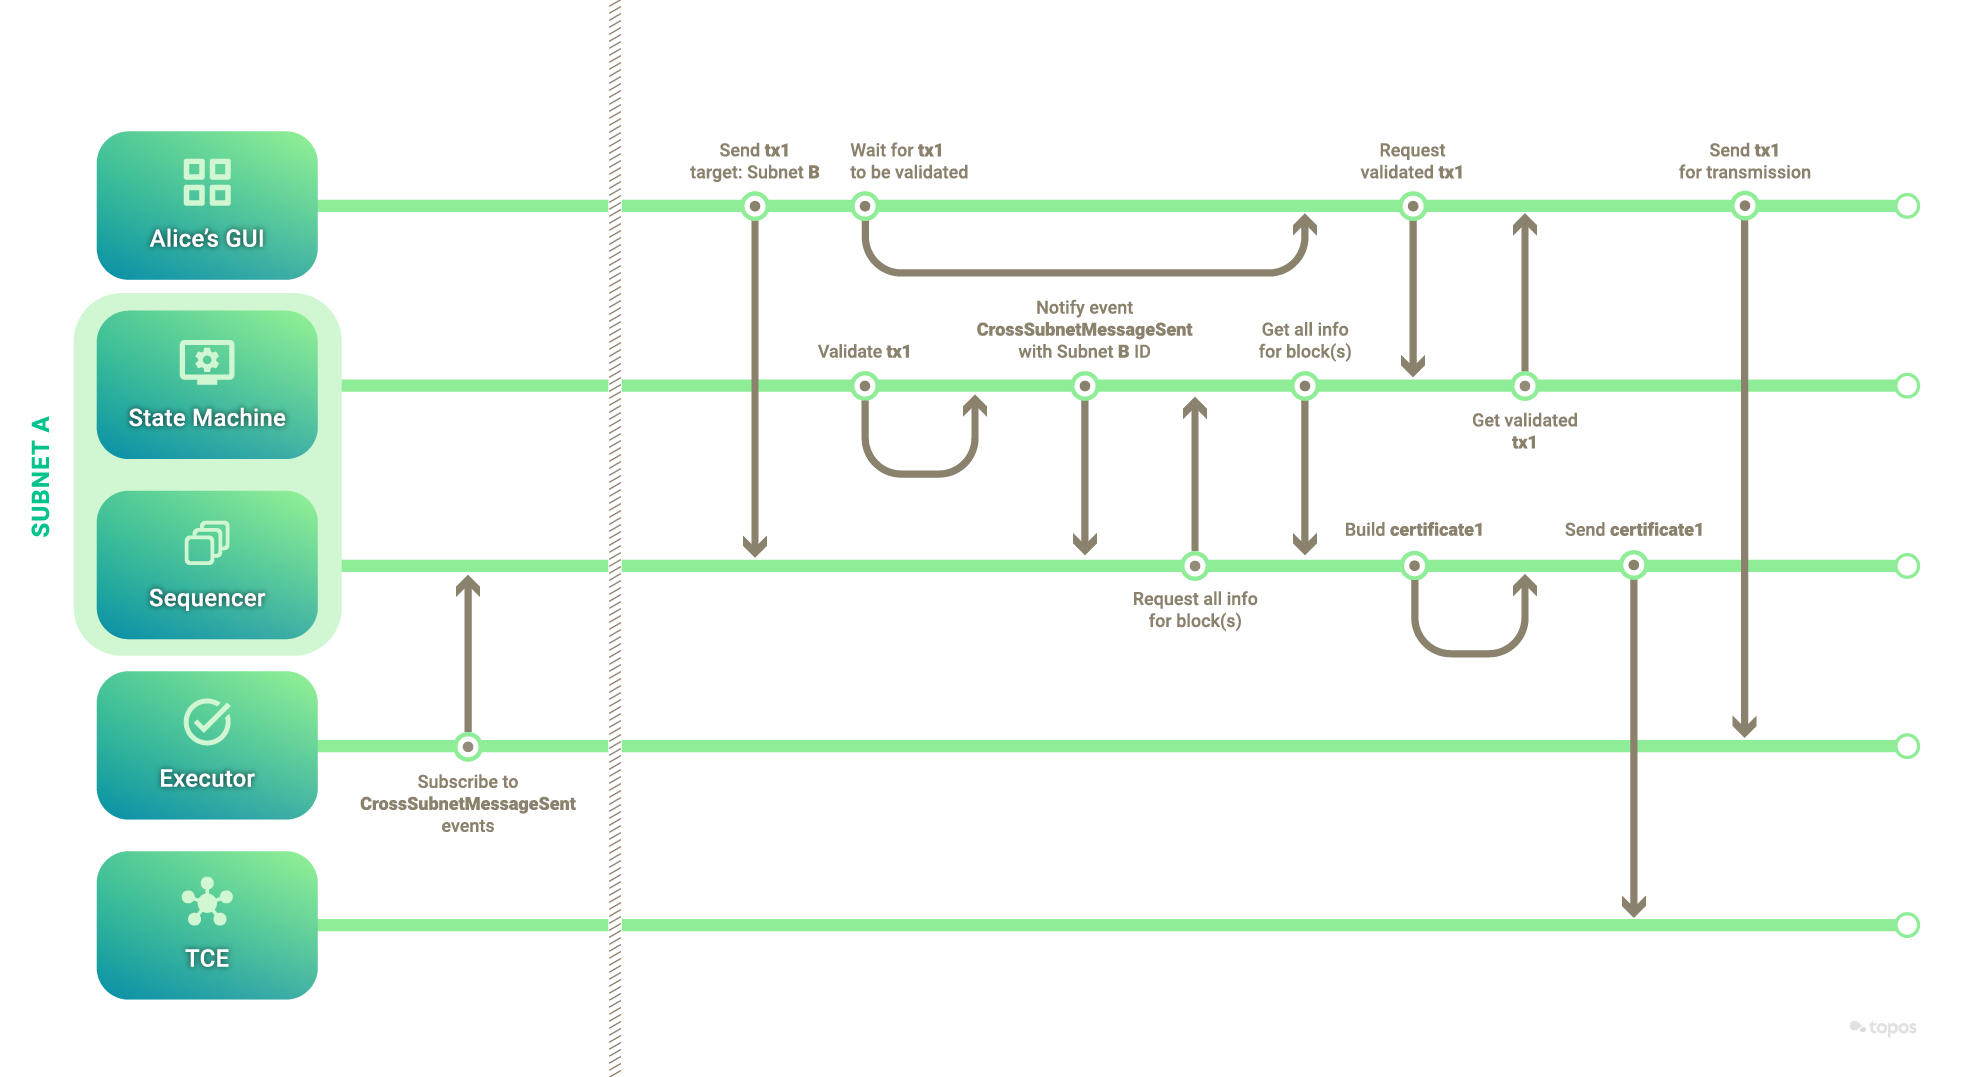 Send tx1
target: Subnet B
Wait for tx1
to be validated
Request
validated tx1
Send tx1
for transmission
Alice's GUI
Notify event
CrossSubnetMessageSent
with Subnet B ID
Get all info
for block(s)
Validate tx1
State Machine
Get validated
tx1
SUBNET A
Build certificate1
Send certificate1
Sequencer
Request all info
for block(s)
Executor
Subscribe to
CrossSubnetMessageSent
events
TCE
topos